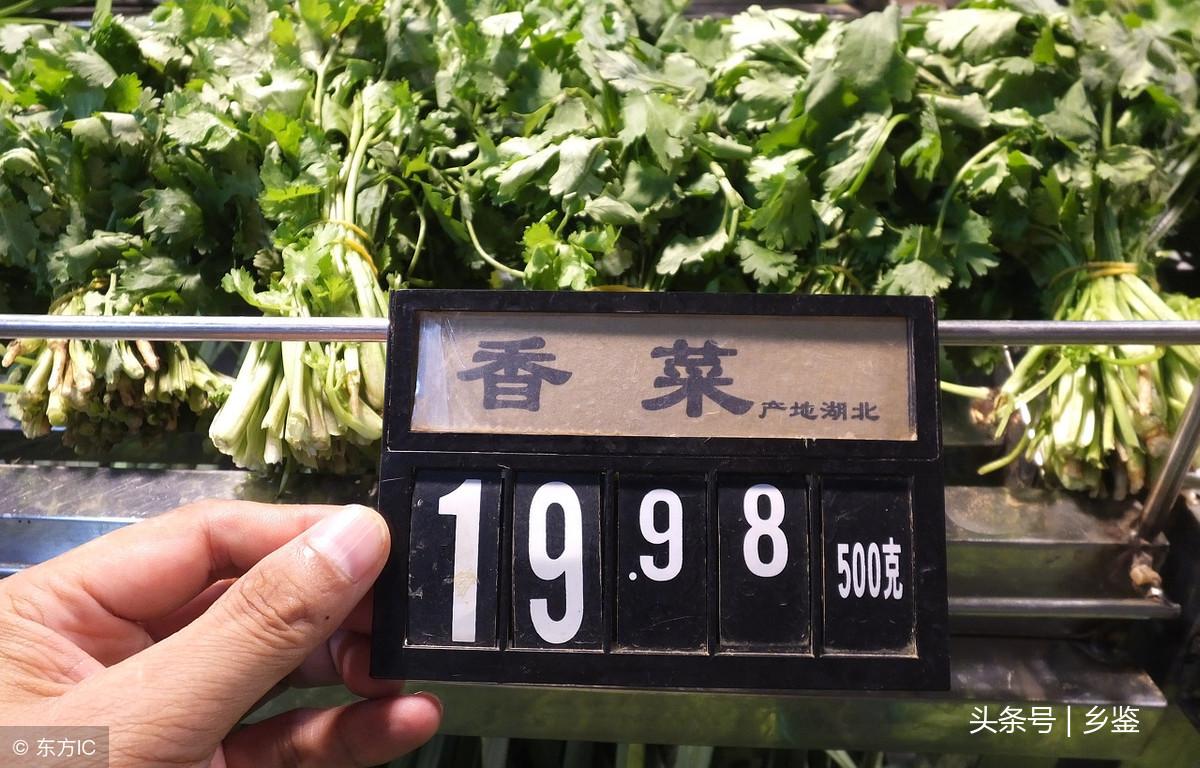 香菜 产地湖北
19.98 500克
头条号 | 乡鉴
© 东方IC